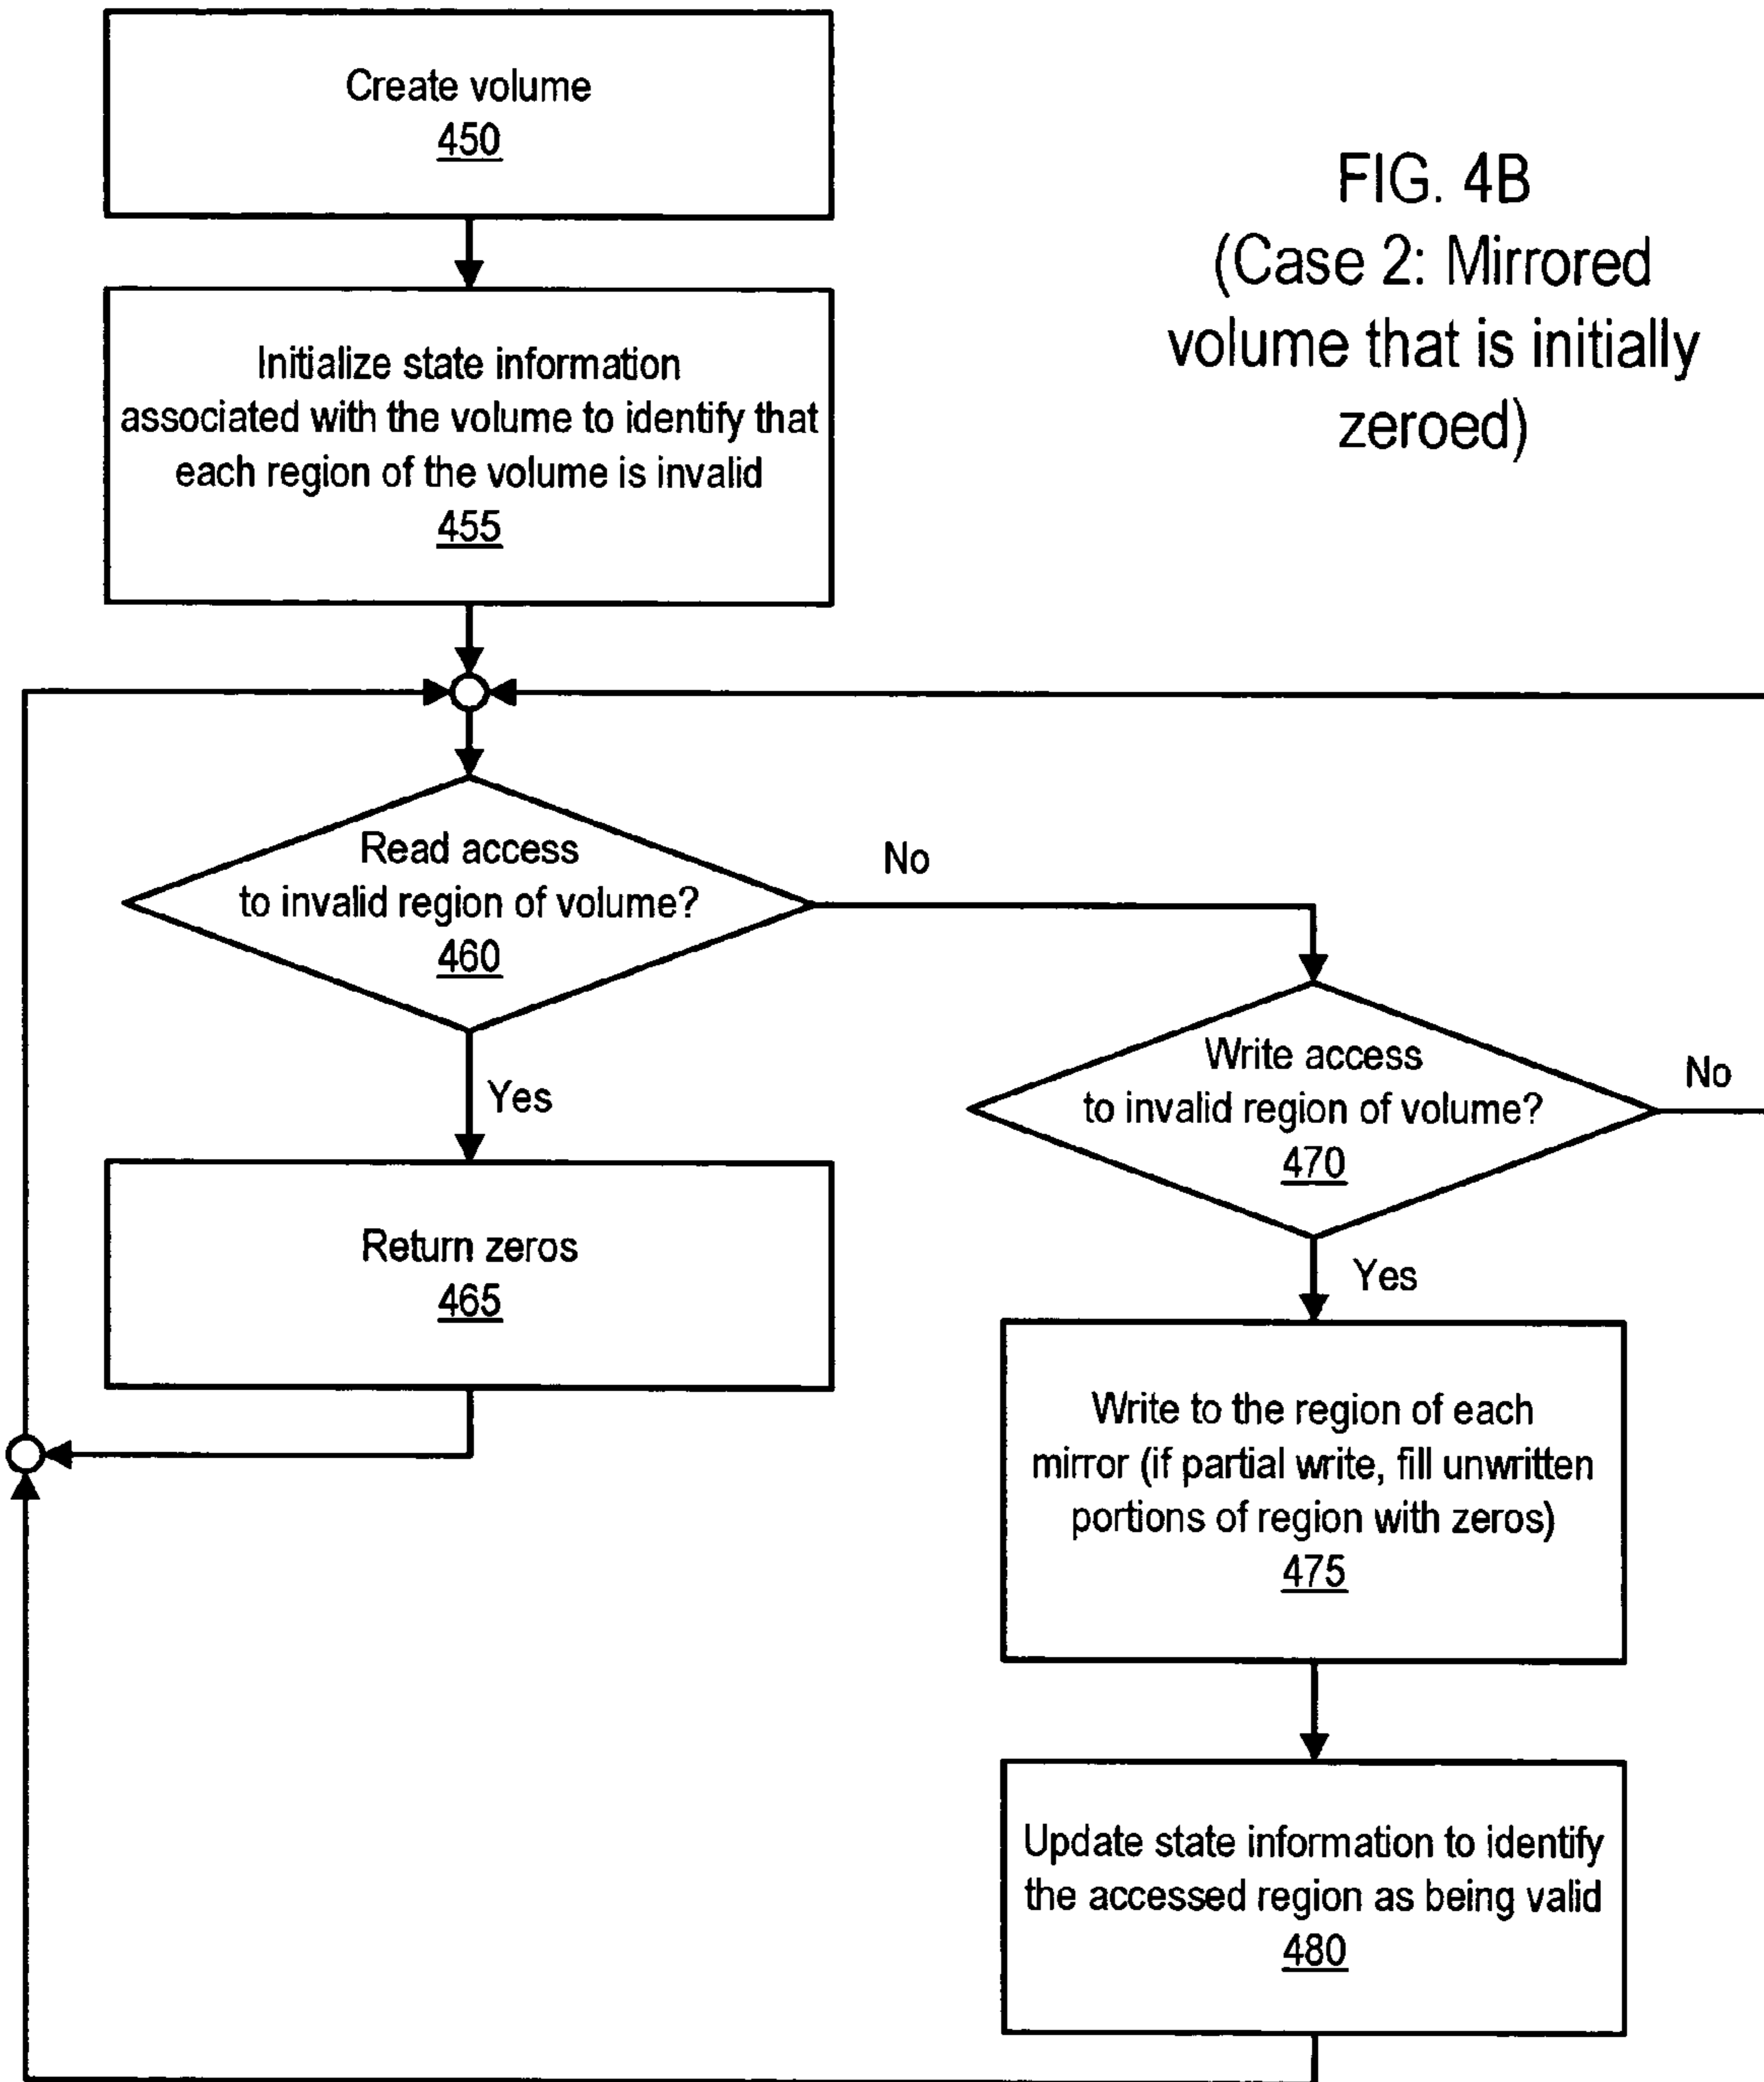 Create volume
450
FIG. 4B
(Case 2: Mirrored
volume that is initially
zeroed)
Initialize state information
associated with the volume to identify that
each region of the volume is invalid
455
Read access
to invalid region of volume?
460
No
Yes
Write access
to invalid region of volume?
470
No
Yes
Return zeros
465
Write to the region of each
mirror (if partial write, fill unwritten
portions of region with zeros)
475
Update state information to identify
the accessed region as being valid
480